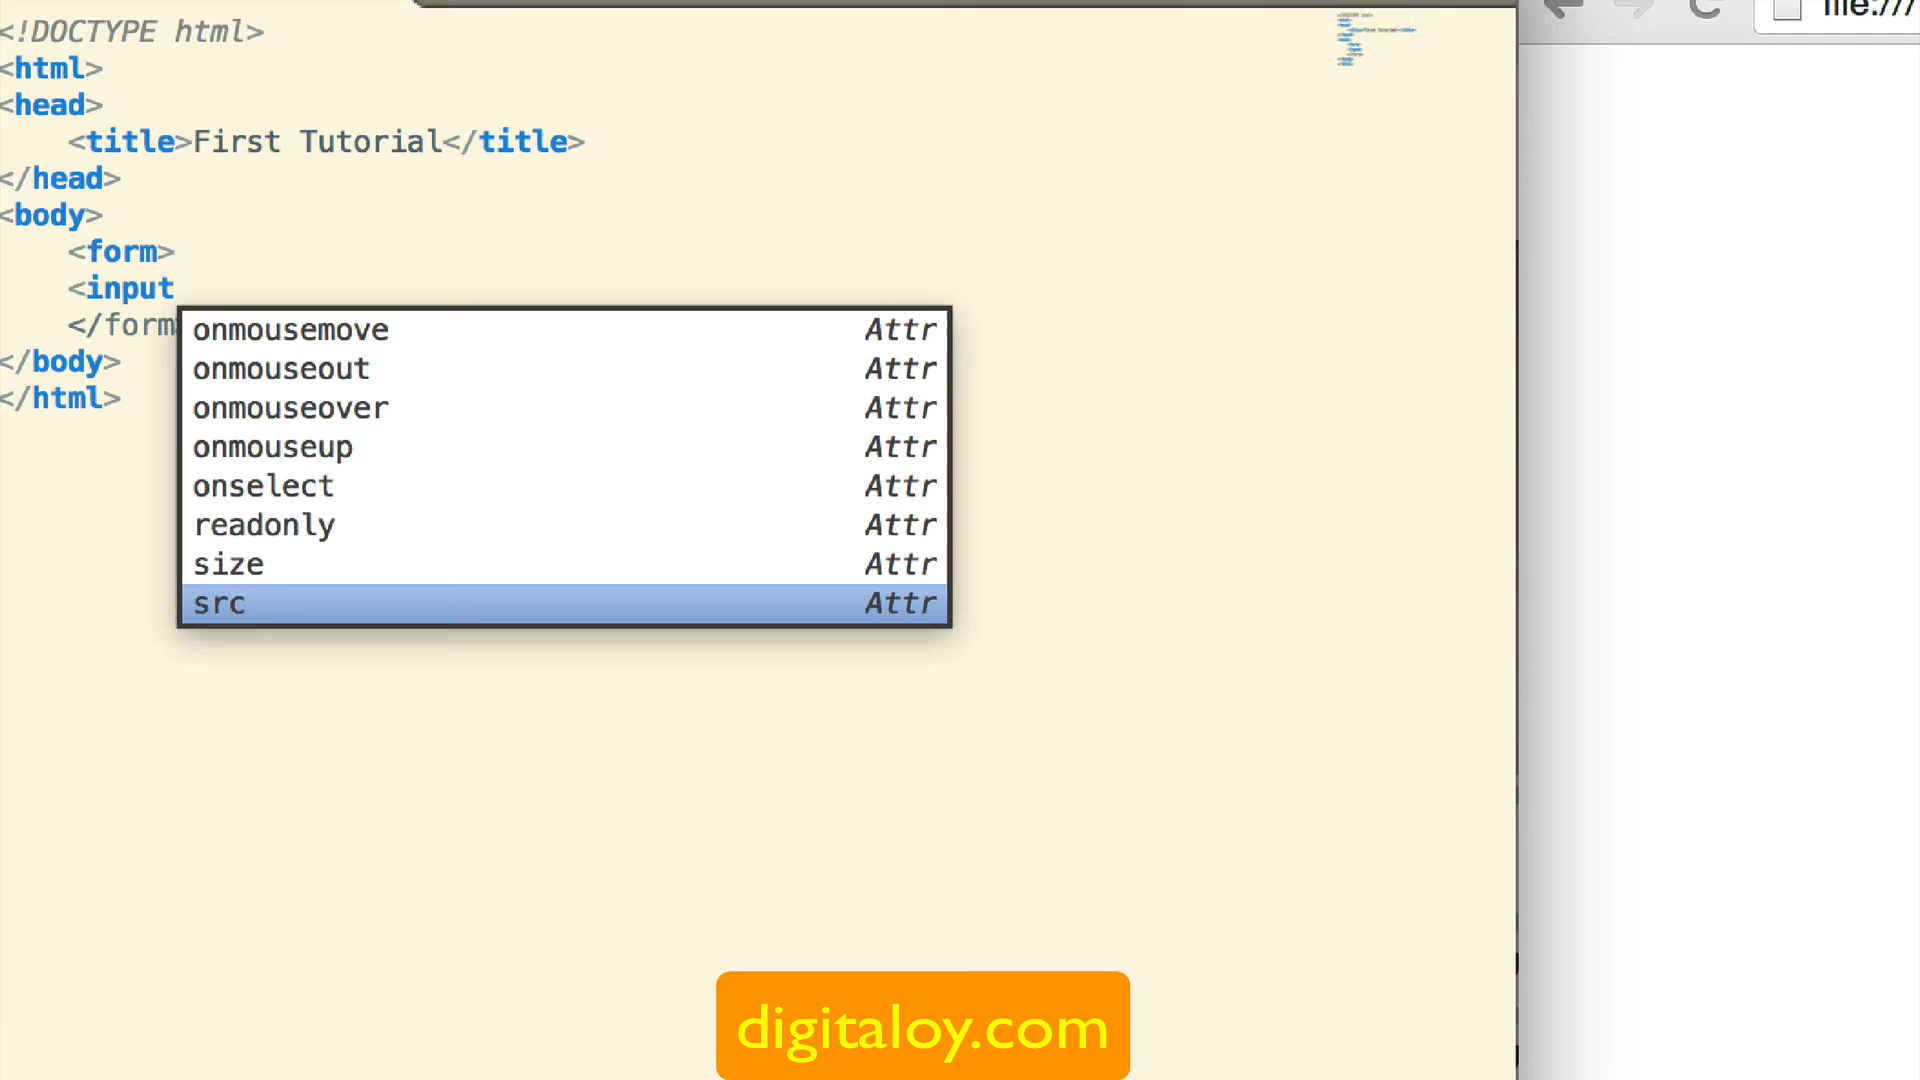 <!DOCTYPE html>
<html>
<head>
<title>First Tutorial</title>
</head>
<body>
<form>
<input
</form
</body>
</html>
onmousemove Attr
onmouseout Attr
onmouseover Attr
onmouseup Attr
onselect Attr
readonly Attr
size Attr
src Attr
file:///
digitaloy.com